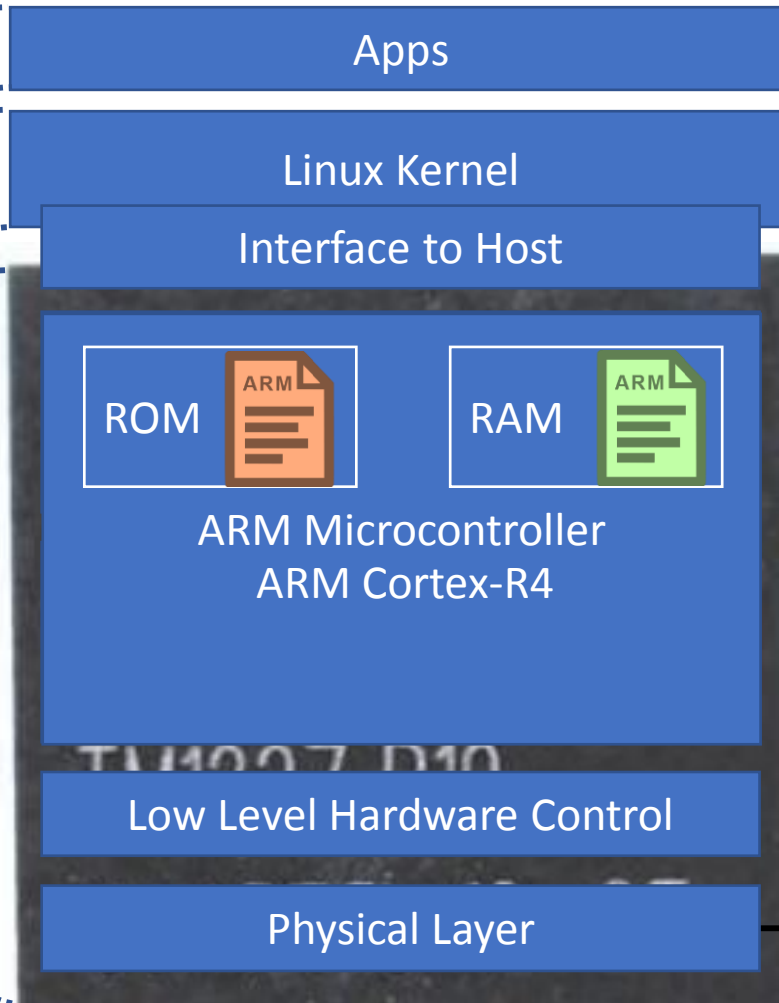 Apps
Linux Kernel
Interface to Host
ROM
ARM
RAM
ARM
ARM Microcontroller
ARM Cortex-R4
Low Level Hardware Control
Physical Layer